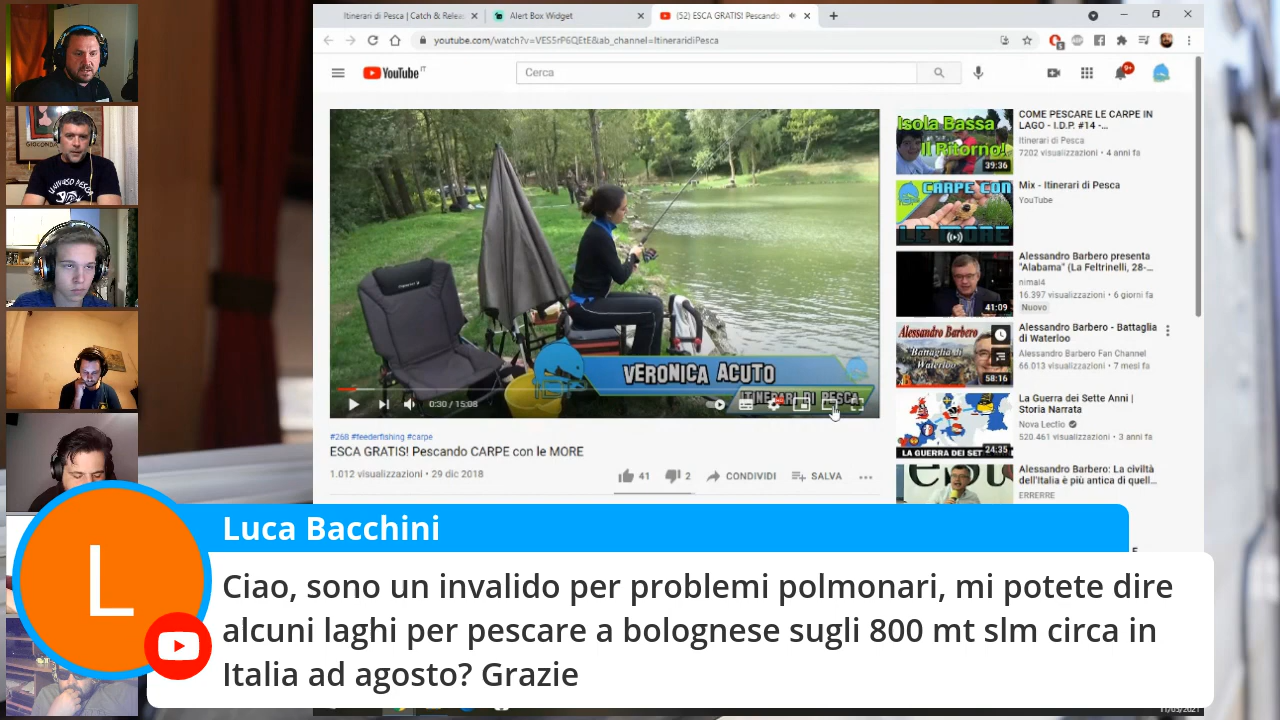 Itinerari di Pesca | Catch & Releas
Alert Box Widget
(52) ESCA GRATIS! Pescando
youtube.com/watch?v=VES5rP6QEtE&ab_channel=ItineraridiPesca
YouTube IT
Cerca
9+
GIOCOND
UNIVERSO PESCA
VERONICA ACUTO
ITINERARI DI PESCA
0:30 / 15:08
#268 #feederfishing #carpe
ESCA GRATIS! Pescando CARPE con le MORE
1.012 visualizzazioni • 29 dic 2018
41
2
CONDIVIDI
SALVA
Isola Bassa
Il Ritorno!
39:36
COME PESCARE LE CARPE IN
LAGO - I.D.P. #14 -...
Itinerari di Pesca
7202 visualizzazioni • 4 anni fa
CARPE CON
LE MORE
Mix - Itinerari di Pesca
YouTube
41:09
Alessandro Barbero presenta
"Alabama" (La Feltrinelli, 28-...
nimai4
16.397 visualizzazioni • 6 giorni fa
Nuovo
Alessandro Barbero
Battaglia di
Waterloo
58:16
Alessandro Barbero - Battaglia
di Waterloo
Alessandro Barbero Fan Channel
66.013 visualizzazioni • 7 mesi fa
LA GUERRA DEI SET
24:35
La Guerra dei Sette Anni |
Storia Narrata
Nova Lectio
520.461 visualizzazioni • 3 anni fa
Alessandro Barbero: La civiltà
dell'Italia è più antica di quell...
ERRERRE
L
Luca Bacchini
Ciao, sono un invalido per problemi polmonari, mi potete dire
alcuni laghi per pescare a bolognese sugli 800 mt slm circa in
Italia ad agosto? Grazie